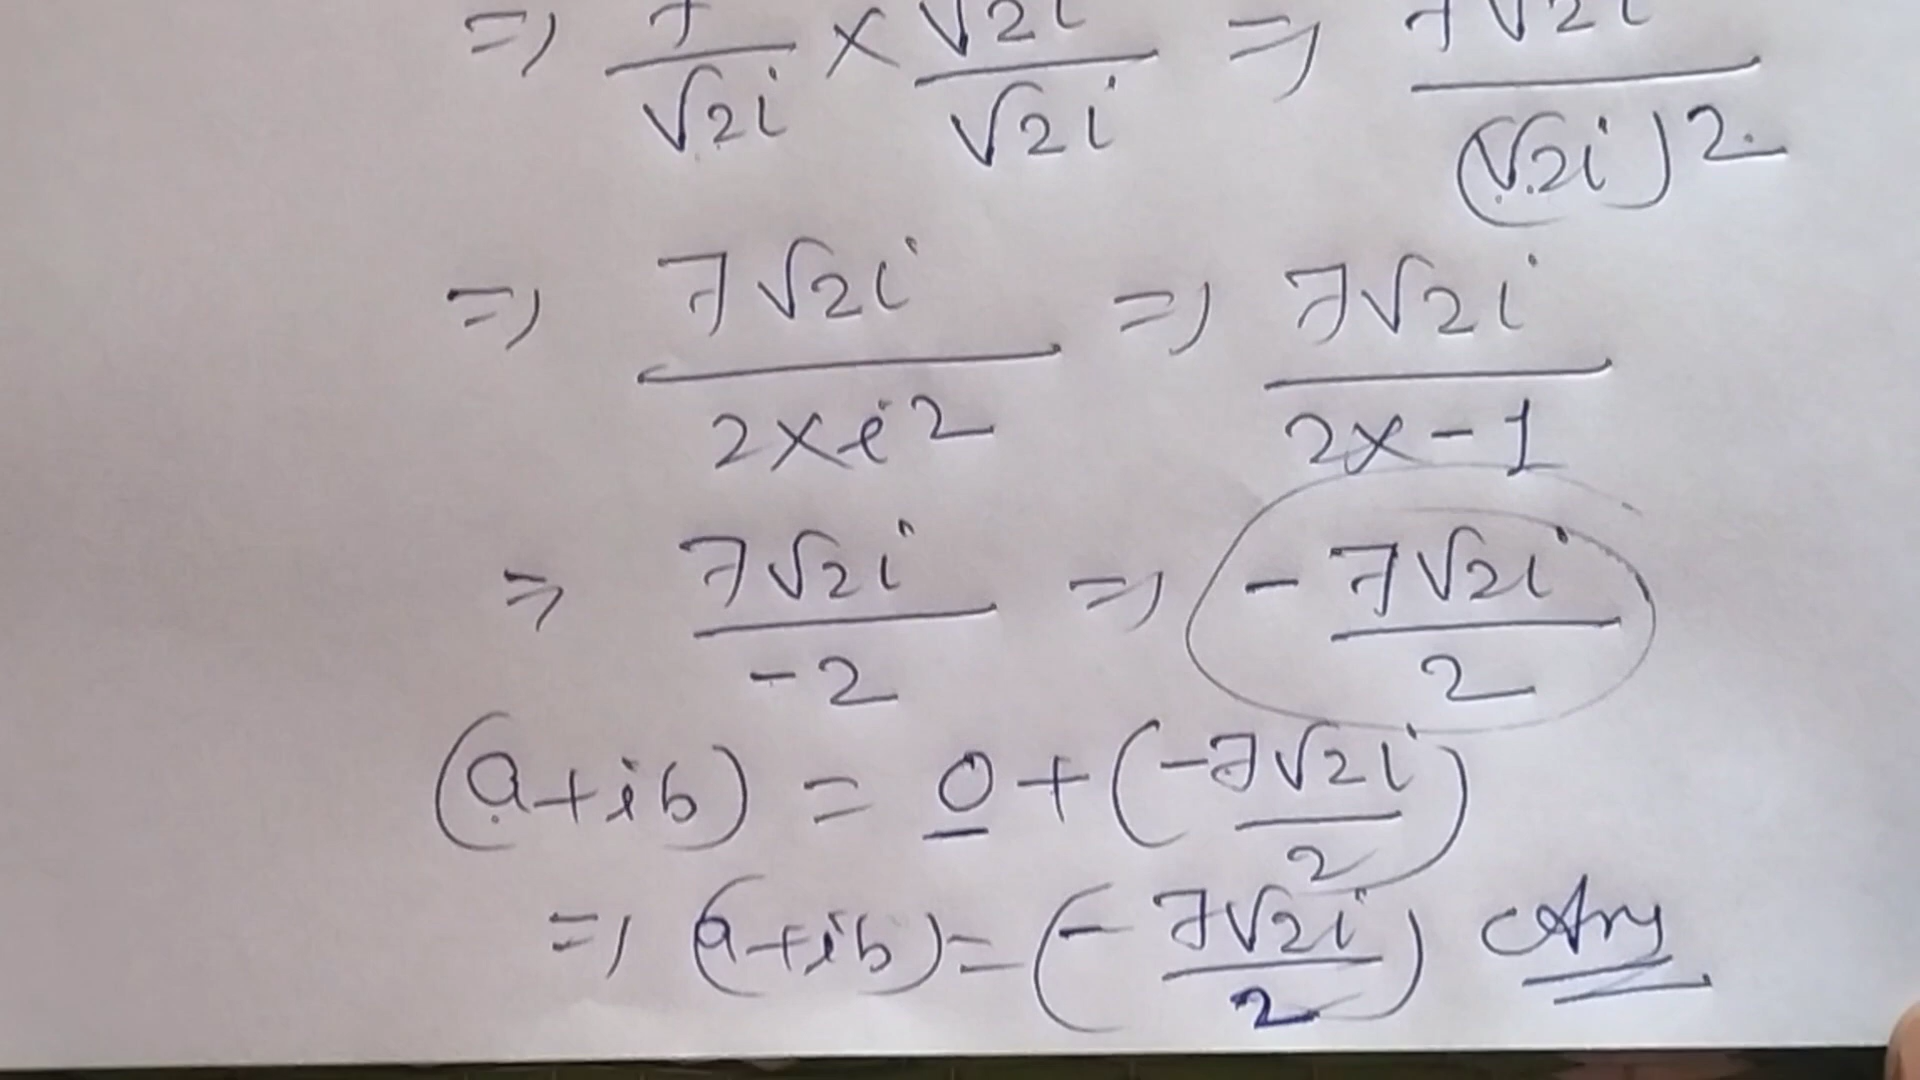 => 7/√2i × √2i/√2i => 7√2i/(√2i)²
=> 7√2i/2×i² => 7√2i/2×-1
=> 7√2i/-2 => -7√2i/2
(a+ib) = 0+(-7√2i/2)
=> (a+ib)=(-7√2i/2) Ans